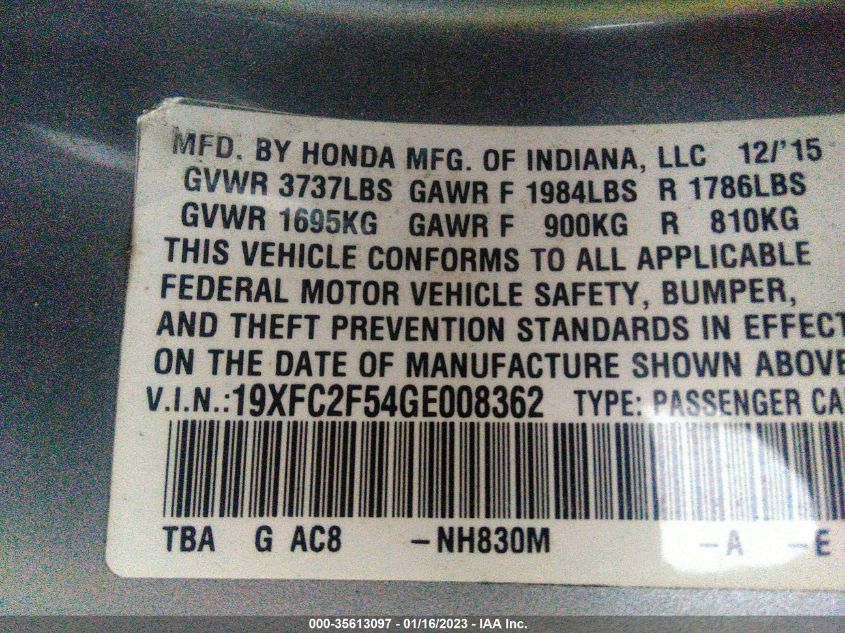 MFD. BY HONDA MFG. OF INDIANA, LLC 12/'15
GVWR 3737LBS GAWR F 1984LBS R 1786LBS
GVWR 1695KG GAWR F 900KG R 810KG
THIS VEHICLE CONFORMS TO ALL APPLICABLE
FEDERAL MOTOR VEHICLE SAFETY, BUMPER,
AND THEFT PREVENTION STANDARDS IN EFFECT
ON THE DATE OF MANUFACTURE SHOWN ABOVE
V.I.N.:19XFC2F54GE008362 TYPE: PASSENGER CA
TBA G AC8 -NH830M -A -E
000-35613097 - 01/16/2023 - IAA Inc.